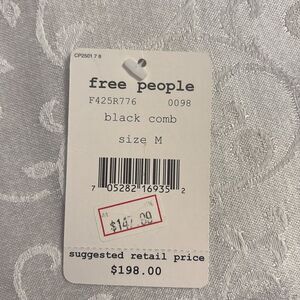 CP2501 7 8
free people
F425R776 0098
black comb
size M
7 05282 16935 2
$147.00
suggested retail price
$198.00